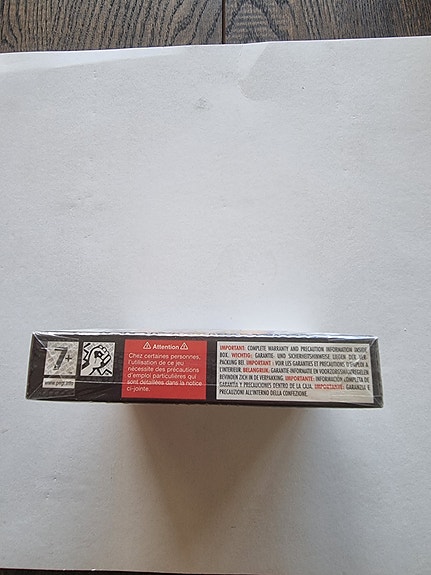 7+
www.pegi.info
⚠ Attention ⚠
Chez certaines personnes,
l'utilisation de ce jeu
nécessite des précautions
d'emploi particulières qui
sont détaillées dans la notice
ci-jointe.
IMPORTANT: COMPLETE WARRANTY AND PRECAUTION INFORMATION INSIDE
BOX. WICHTIG: GARANTIE- UND SICHERHEITSHINWEISE LIEGEN DER VER-
PACKUNG BEI. IMPORTANT : VOIR LES GARANTIES ET PRÉCAUTIONS D'EMPLOI À
L'INTÉRIEUR. BELANGRIJK: GARANTIE-INFORMATIE EN VOORZORGSMAATREGELEN
BEVINDEN ZICH IN DE VERPAKKING. IMPORTANTE: INFORMACIÓN COMPLETA DE
GARANTÍA Y PRECAUCIONES DENTRO DE LA CAJA. IMPORTANTE: GARANZIE E
PRECAUZIONI ALL'INTERNO DELLA CONFEZIONE.